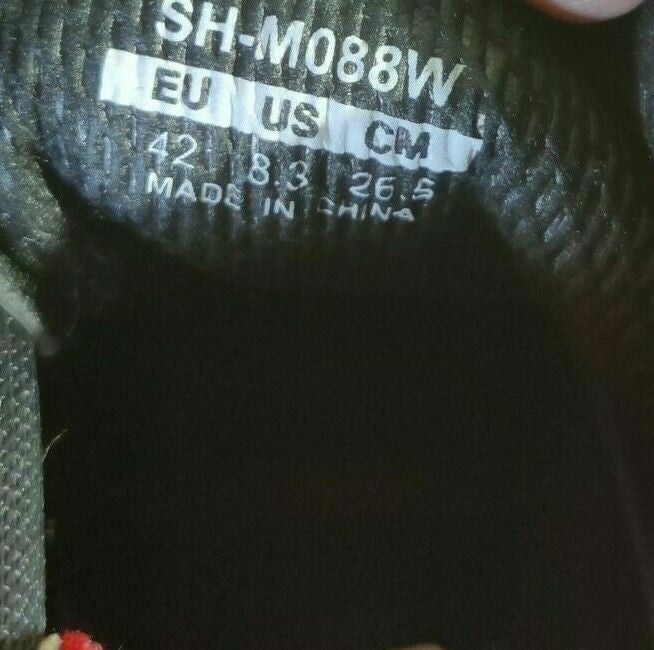 SH-M088W
EU US CM
42 8.3 26.5
MADE IN CHINA